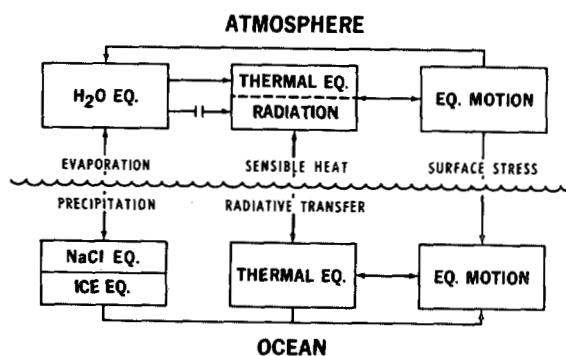 ATMOSPHERE
H2O EQ.
THERMAL EQ.
RADIATION
EQ. MOTION
EVAPORATION
SENSIBLE HEAT
SURFACE STRESS
PRECIPITATION
RADIATIVE TRANSFER
NaCl EQ.
ICE EQ.
THERMAL EQ.
EQ. MOTION
OCEAN